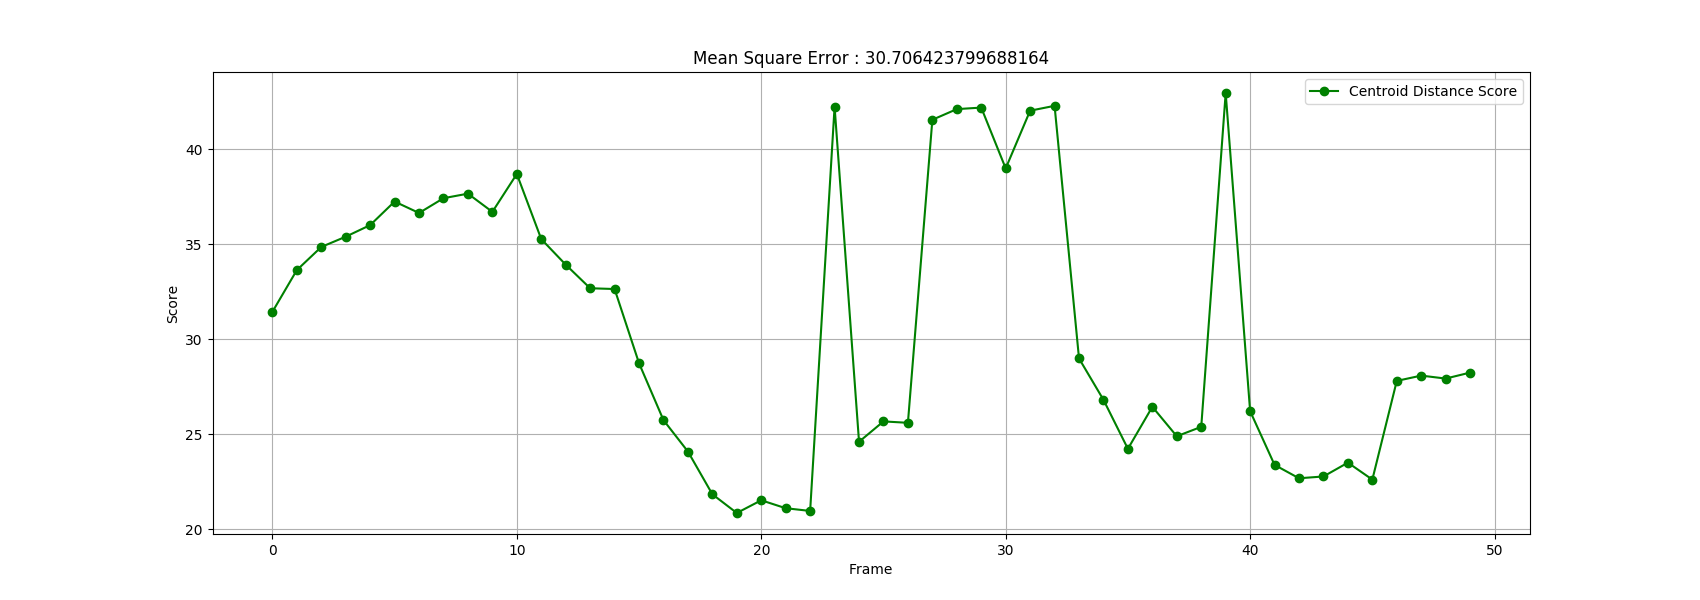 Mean Square Error : 30.706423799688164
Centroid Distance Score
40
35
30
25
20
Score
0 10 20 30 40 50
Frame